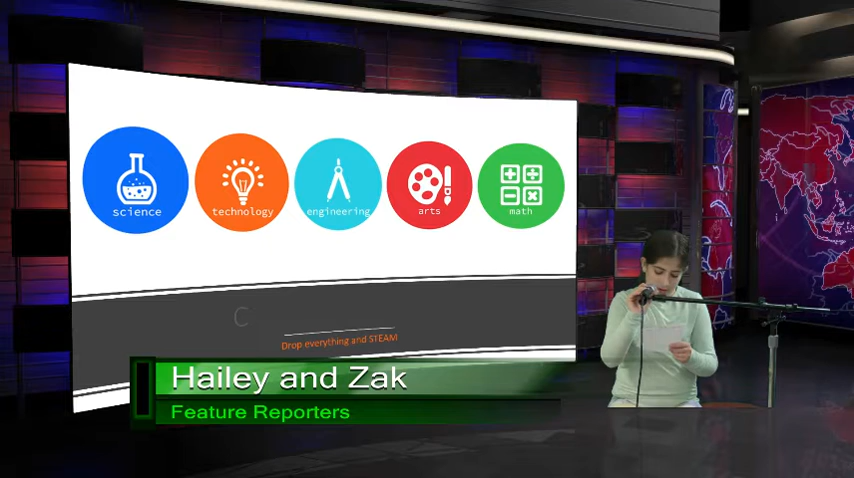 science
technology
engineering
arts
math
C
Drop everything and STEAM
Hailey and Zak
Feature Reporters